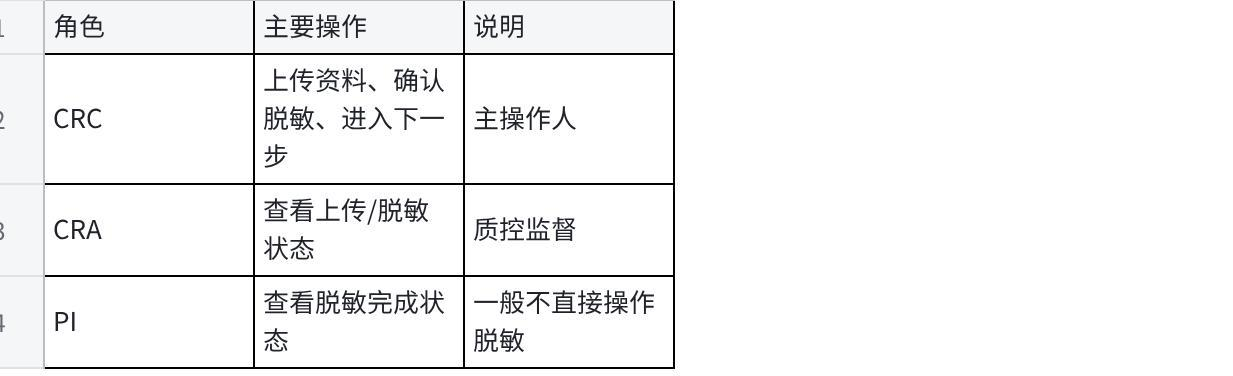 角色 主要操作 说明
CRC 上传资料、确认 主操作人
脱敏、进入下一
步
CRA 查看上传/脱敏 质控监督
状态
PI 查看脱敏完成状 一般不直接操作
态 脱敏